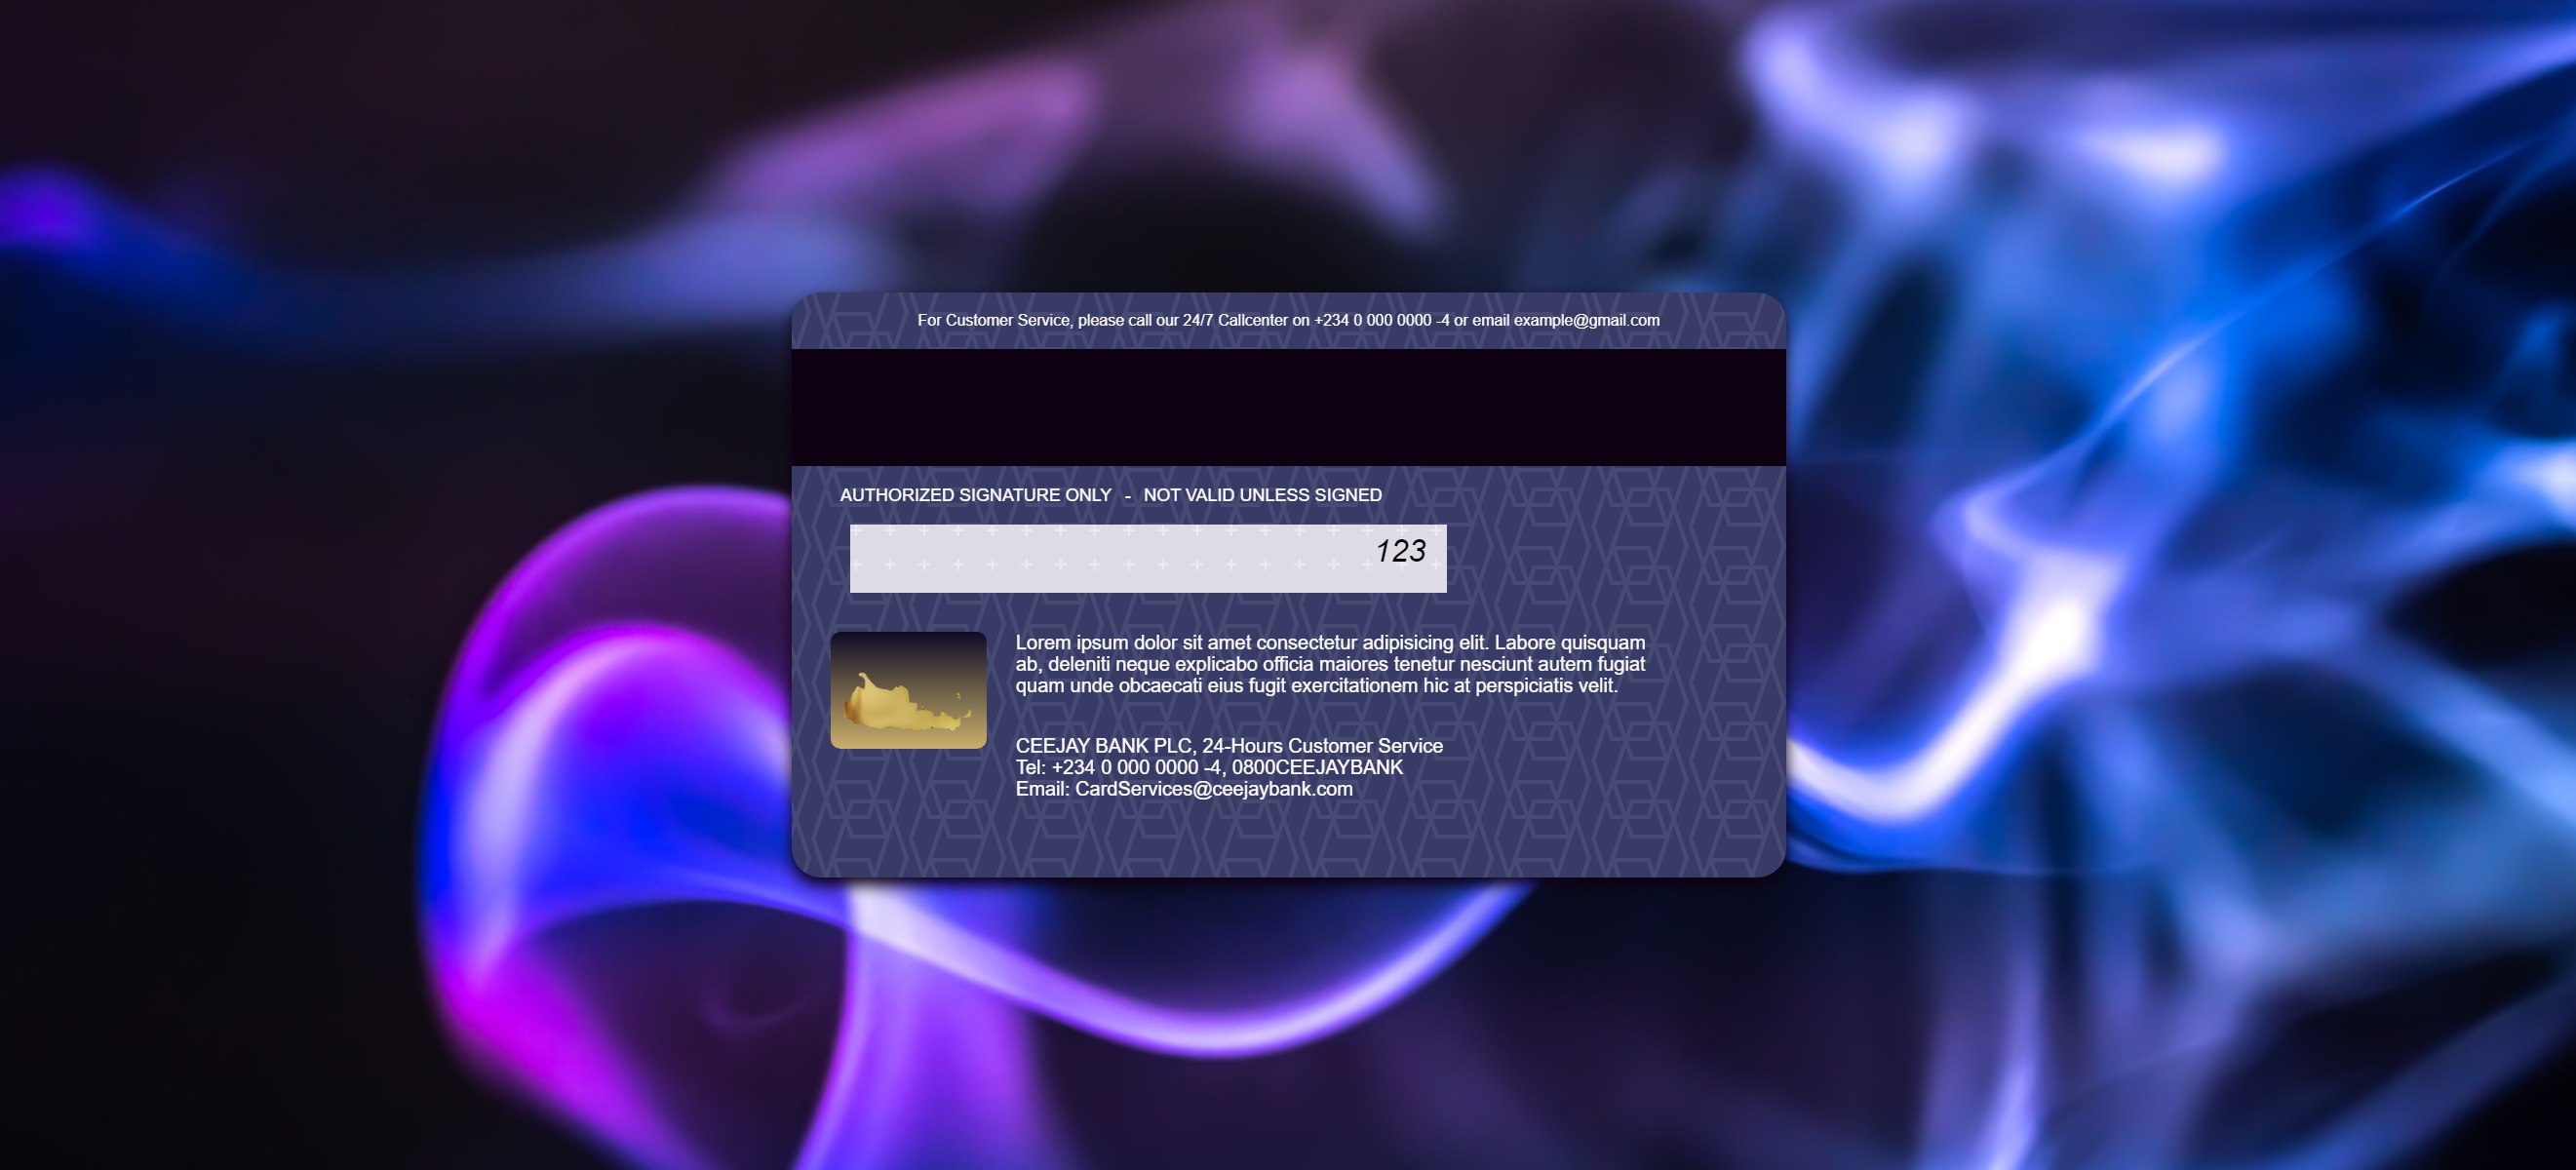 For Customer Service, please call our 24/7 Callcenter on +234 0 000 0000 -4 or email example@gmail.com
AUTHORIZED SIGNATURE ONLY - NOT VALID UNLESS SIGNED
123
Lorem ipsum dolor sit amet consectetur adipisicing elit. Labore quisquam
ab, deleniti neque explicabo officia maiores tenetur nesciunt autem fugiat
quam unde obcaecati eius fugit exercitationem hic at perspiciatis velit.
CEEJAY BANK PLC, 24-Hours Customer Service
Tel: +234 0 000 0000 -4, 0800CEEJAYBANK
Email: CardServices@ceejaybank.com